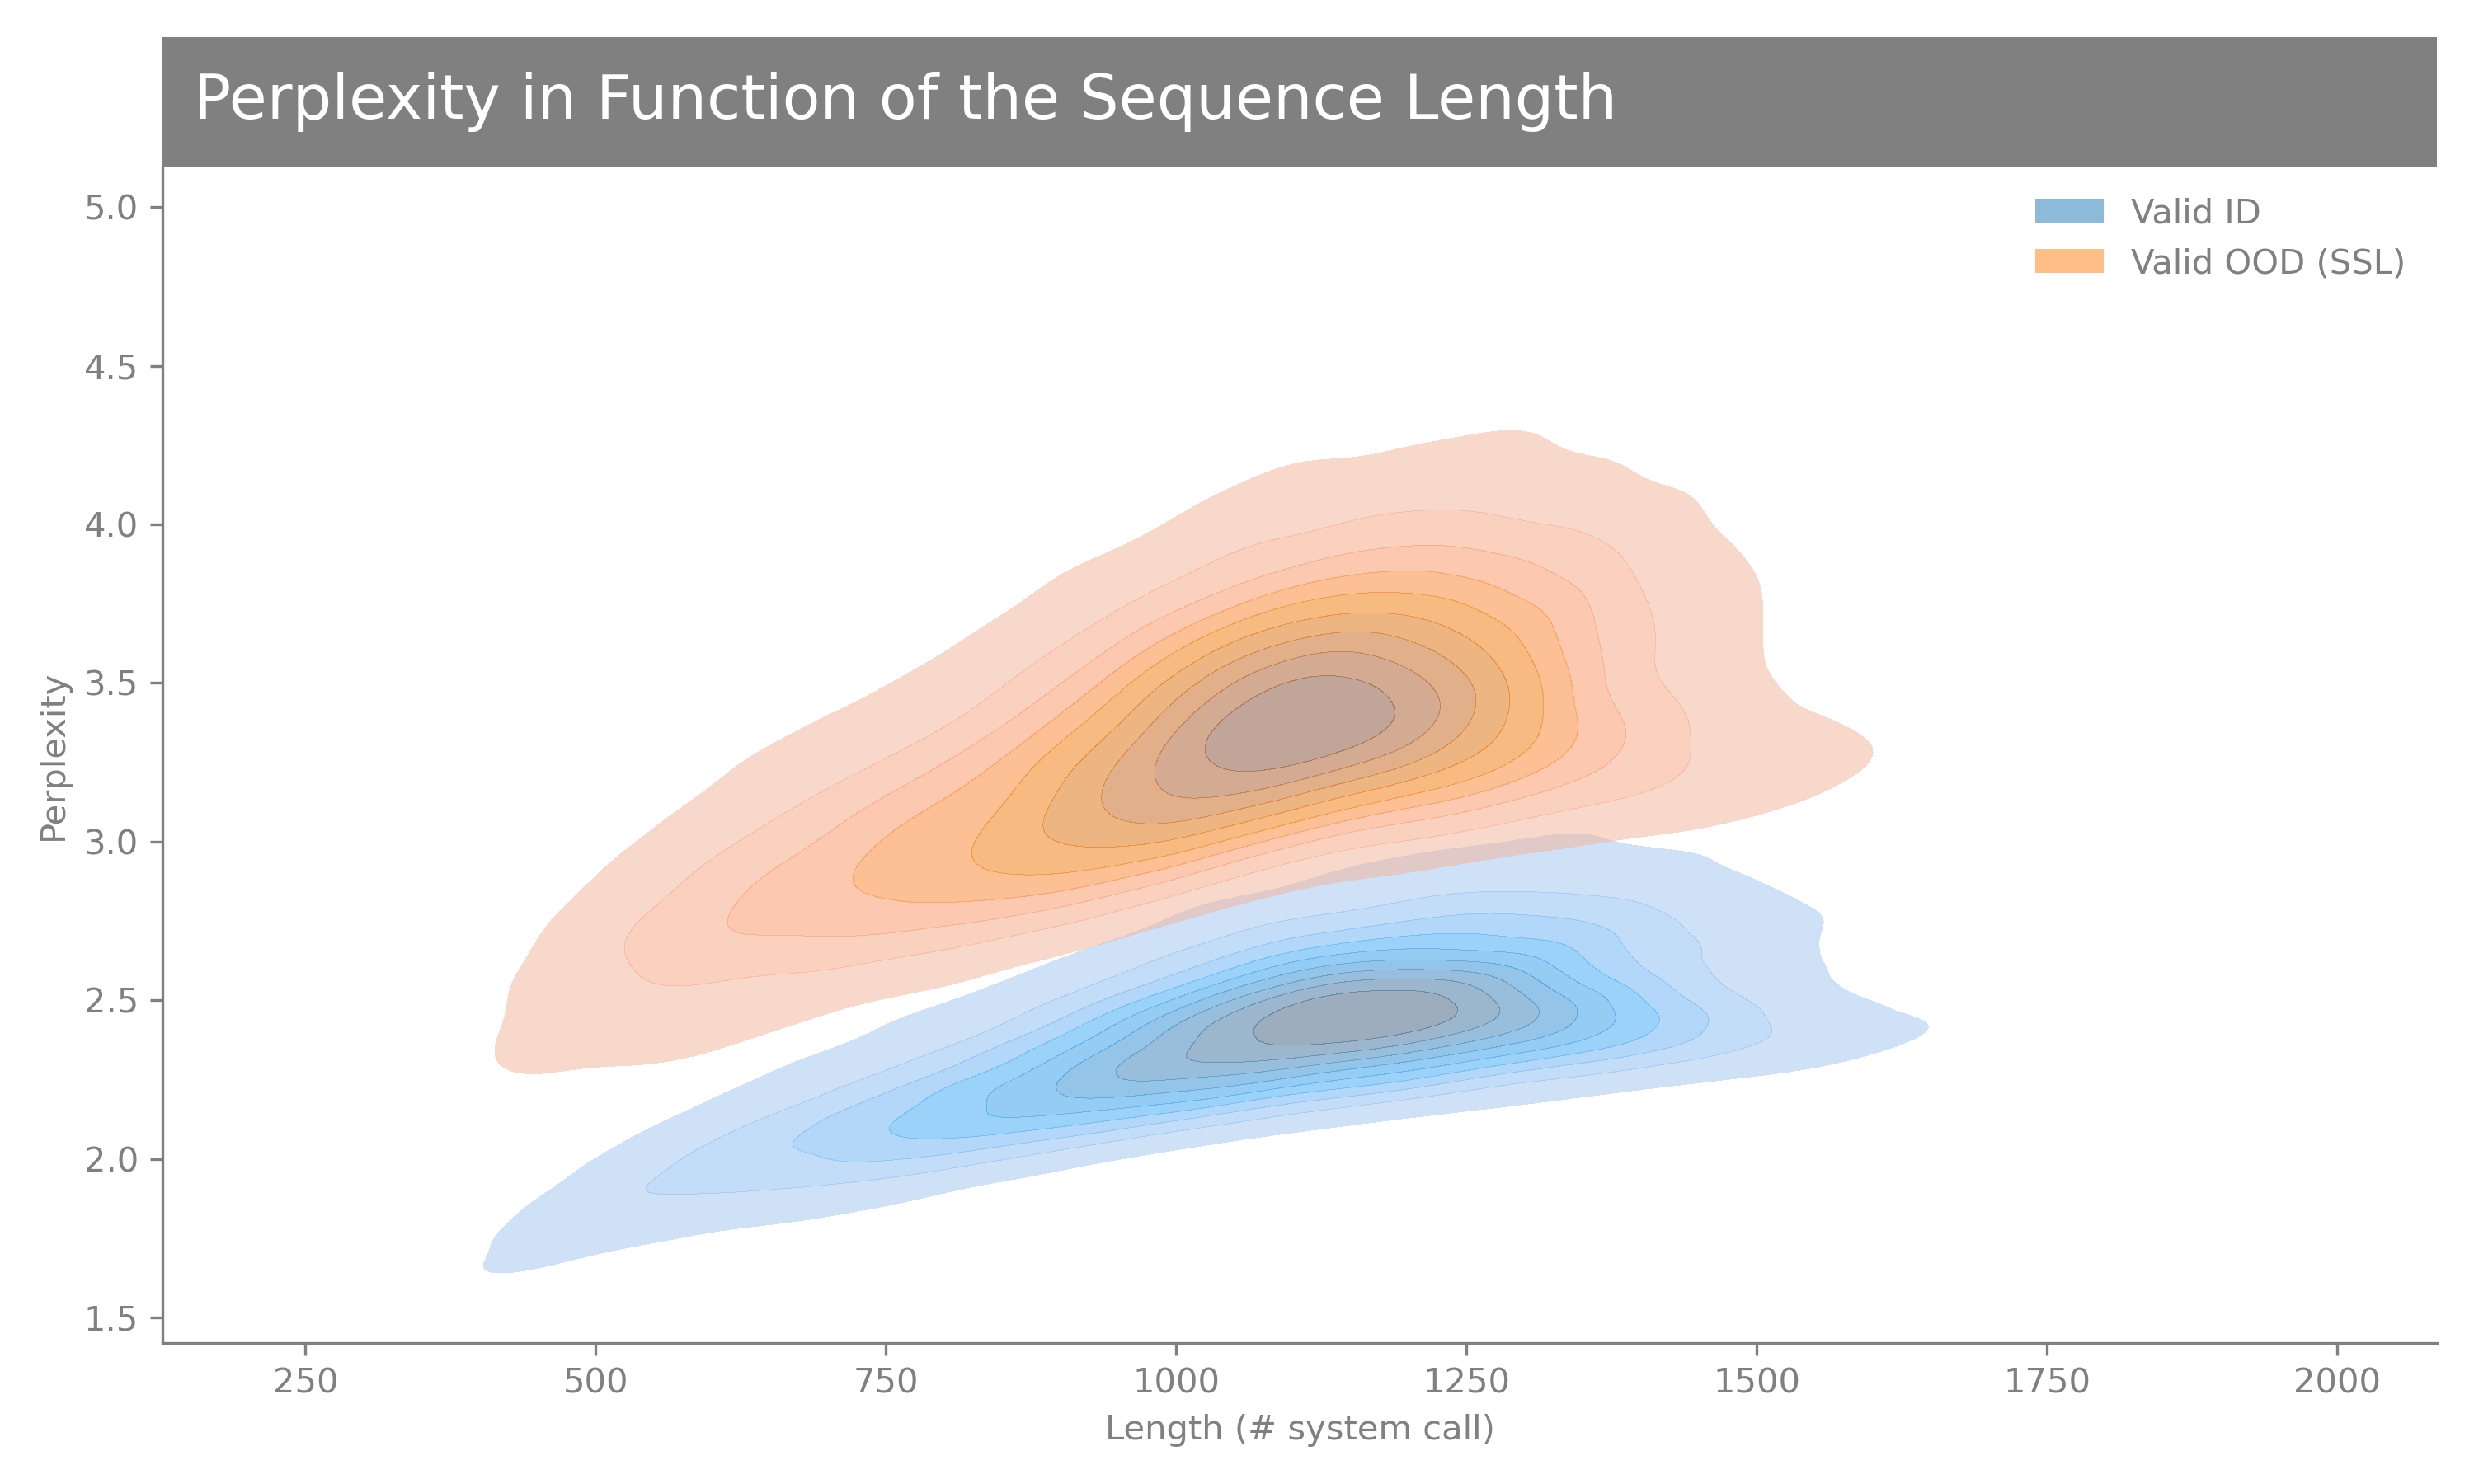 Perplexity in Function of the Sequence Length
Valid ID
Valid OOD (SSL)
5.0
4.5
4.0
3.5
3.0
2.5
2.0
1.5
Perplexity
250 500 750 1000 1250 1500 1750 2000
Length (# system call)